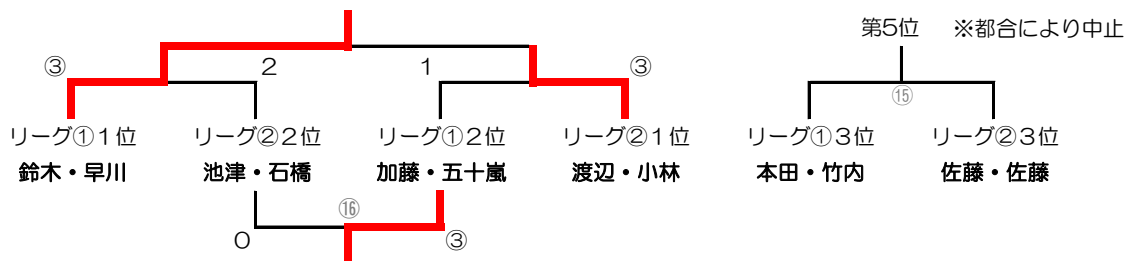 第5位 ※都合により中止
③ 2 1 ③
⑮
リーグ①1位 リーグ②2位 リーグ①2位 リーグ②1位 リーグ①3位 リーグ②3位
鈴木・早川 池津・石橋 加藤・五十嵐 渡辺・小林 本田・竹内 佐藤・佐藤
⑯
0 ③